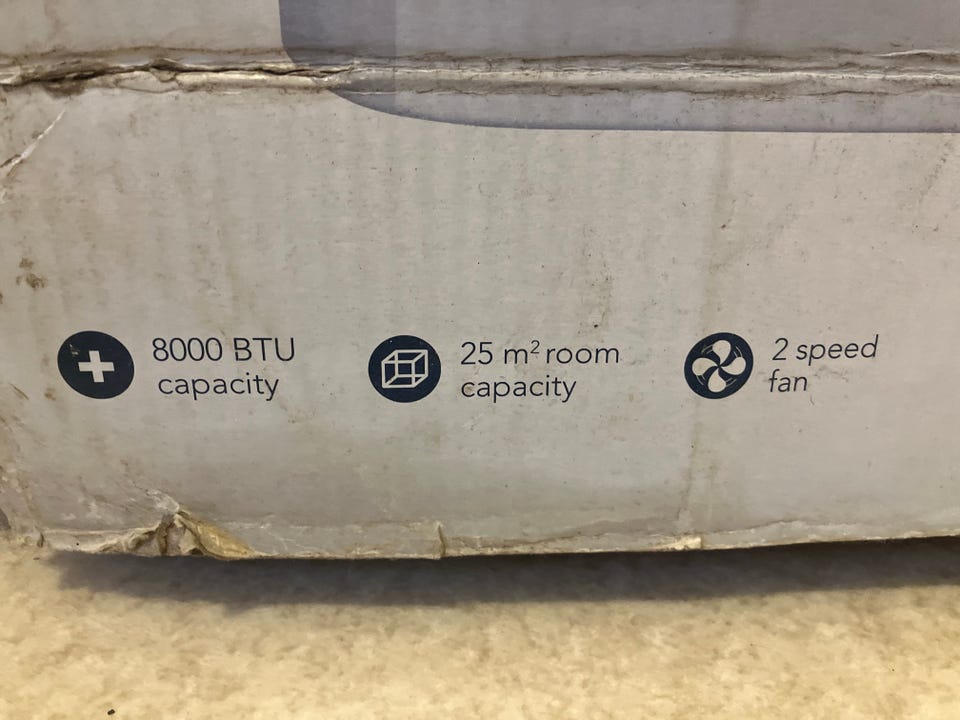 8000 BTU
capacity
25 m² room
capacity
2 speed
fan